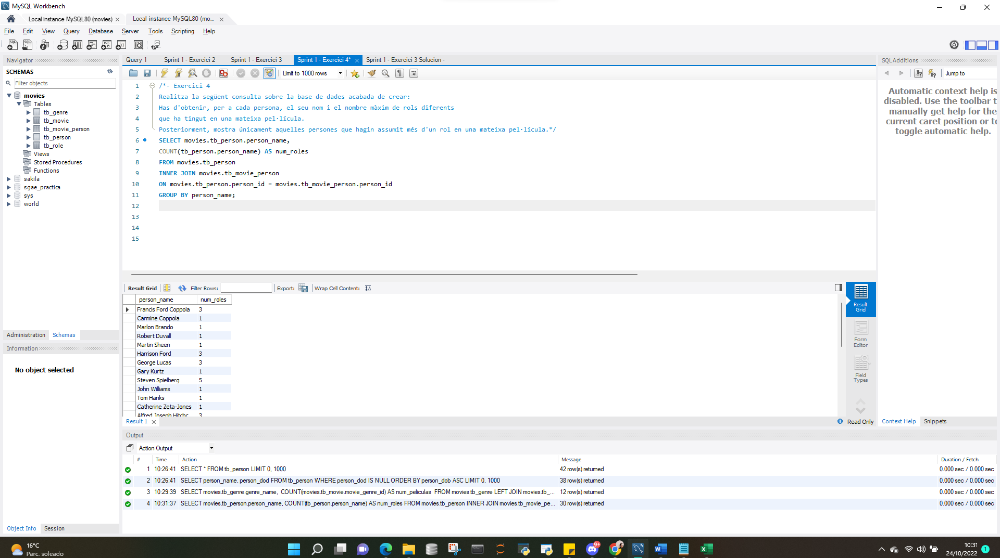 MySQL Workbench
Local instance MySQL80 (movies)
Local instance MySQL80 (mo...
File Edit View Query Database Server Tools Scripting Help
Navigator
SCHEMAS
Filter objects
movies
Tables
tb_genre
tb_movie
tb_movie_person
tb_person
tb_role
Views
Stored Procedures
Functions
sakila
sgae_practica
sys
world
Administration Schemas
Information
No object selected
Object Info Session
Query 1 Sprint 1 - Exercici 2 Sprint 1 - Exercici 3 Sprint 1 - Exercici 4* Sprint 1 - Exercici 3 Solucion -
Limit to 1000 rows
1 /*- Exercici 4
2 Realitza la següent consulta sobre la base de dades acabada de crear:
3 Has d'obtenir, per a cada persona, el seu nom i el nombre màxim de rols diferents
4 que ha tingut en una mateixa pel·lícula.
5 Posteriorment, mostra únicament aquelles persones que hagin assumit més d'un rol en una mateixa pel·lícula.*/
6 SELECT movies.tb_person.person_name,
7 COUNT(tb_person.person_name) AS num_roles
8 FROM movies.tb_person
9 INNER JOIN movies.tb_movie_person
10 ON movies.tb_person.person_id = movies.tb_movie_person.person_id
11 GROUP BY person_name;
12
13
14
15
Result Grid Filter Rows: Export: Wrap Cell Content:
person_name num_roles
Francis Ford Coppola 3
Carmine Coppola 1
Marlon Brando 1
Robert Duvall 1
Martin Sheen 1
Harrison Ford 3
George Lucas 3
Gary Kurtz 1
Steven Spielberg 5
John Williams 1
Tom Hanks 1
Catherine Zeta-Jones 1
Alfred Joseph Hitchc... 3
Result Grid
Form Editor
Field Types
Result 1
Read Only
SQLAdditions
Jump to
Automatic context help is
disabled. Use the toolbar t
manually get help for the
current caret position or to
toggle automatic help.
Context Help Snippets
Output
Action Output
# Time Action Message Duration / Fetch
1 10:26:41 SELECT * FROM tb_person LIMIT 0, 1000 42 row(s) returned 0.000 sec / 0.000 sec
2 10:26:41 SELECT person_name, person_dod FROM tb_person WHERE person_dod IS NULL ORDER BY person_dob ASC LIMIT 0, 1000 38 row(s) returned 0.000 sec / 0.000 sec
3 10:29:39 SELECT movies.tb_genre.genre_name, COUNT(movies.tb_movie.movie_genre_id) AS num_peliculas FROM movies.tb_genre LEFT JOIN movies.tb_... 12 row(s) returned 0.000 sec / 0.000 sec
4 10:31:37 SELECT movies.tb_person.person_name, COUNT(tb_person.person_name) AS num_roles FROM movies.tb_person INNER JOIN movies.tb_movie_pe... 30 row(s) returned 0.000 sec / 0.000 sec
16°C
Parc. soleado
9+
10:31
24/10/2022
1